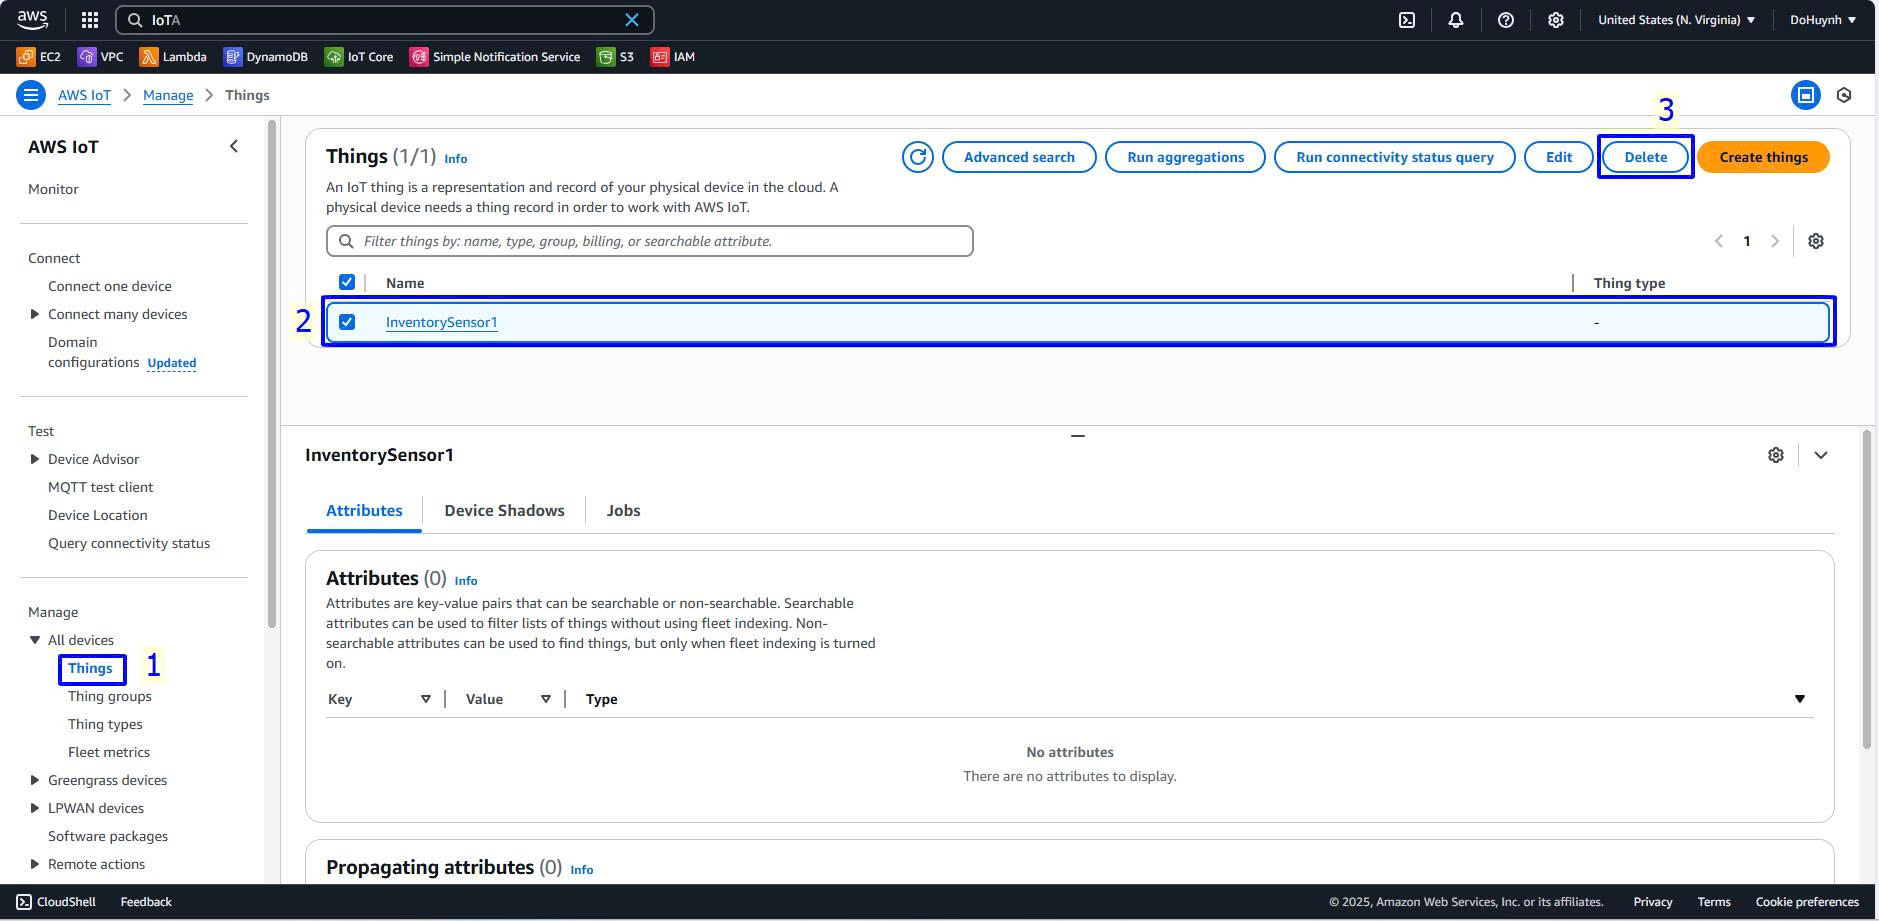 aws
IoTA
United States (N. Virginia)
DoHuynh
EC2
VPC
Lambda
DynamoDB
IoT Core
Simple Notification Service
S3
IAM
AWS IoT
Manage
Things
AWS IoT
Monitor
Connect
Connect one device
Connect many devices
Domain
configurations Updated
Test
Device Advisor
MQTT test client
Device Location
Query connectivity status
Manage
All devices
Things
1
Thing groups
Thing types
Fleet metrics
Greengrass devices
LPWAN devices
Software packages
Remote actions
3
Things (1/1) Info
Advanced search
Run aggregations
Run connectivity status query
Edit
Delete
Create things
An IoT thing is a representation and record of your physical device in the cloud. A
physical device needs a thing record in order to work with AWS IoT.
Filter things by: name, type, group, billing, or searchable attribute.
1
Name
Thing type
2
InventorySensor1
-
InventorySensor1
Attributes
Device Shadows
Jobs
Attributes (0) Info
Attributes are key-value pairs that can be searchable or non-searchable. Searchable
attributes can be used to filter lists of things without using fleet indexing. Non-
searchable attributes can be used to find things, but only when fleet indexing is turned
on.
Key
Value
Type
No attributes
There are no attributes to display.
Propagating attributes (0) Info
CloudShell
Feedback
© 2025, Amazon Web Services, Inc. or its affiliates.
Privacy
Terms
Cookie preferences